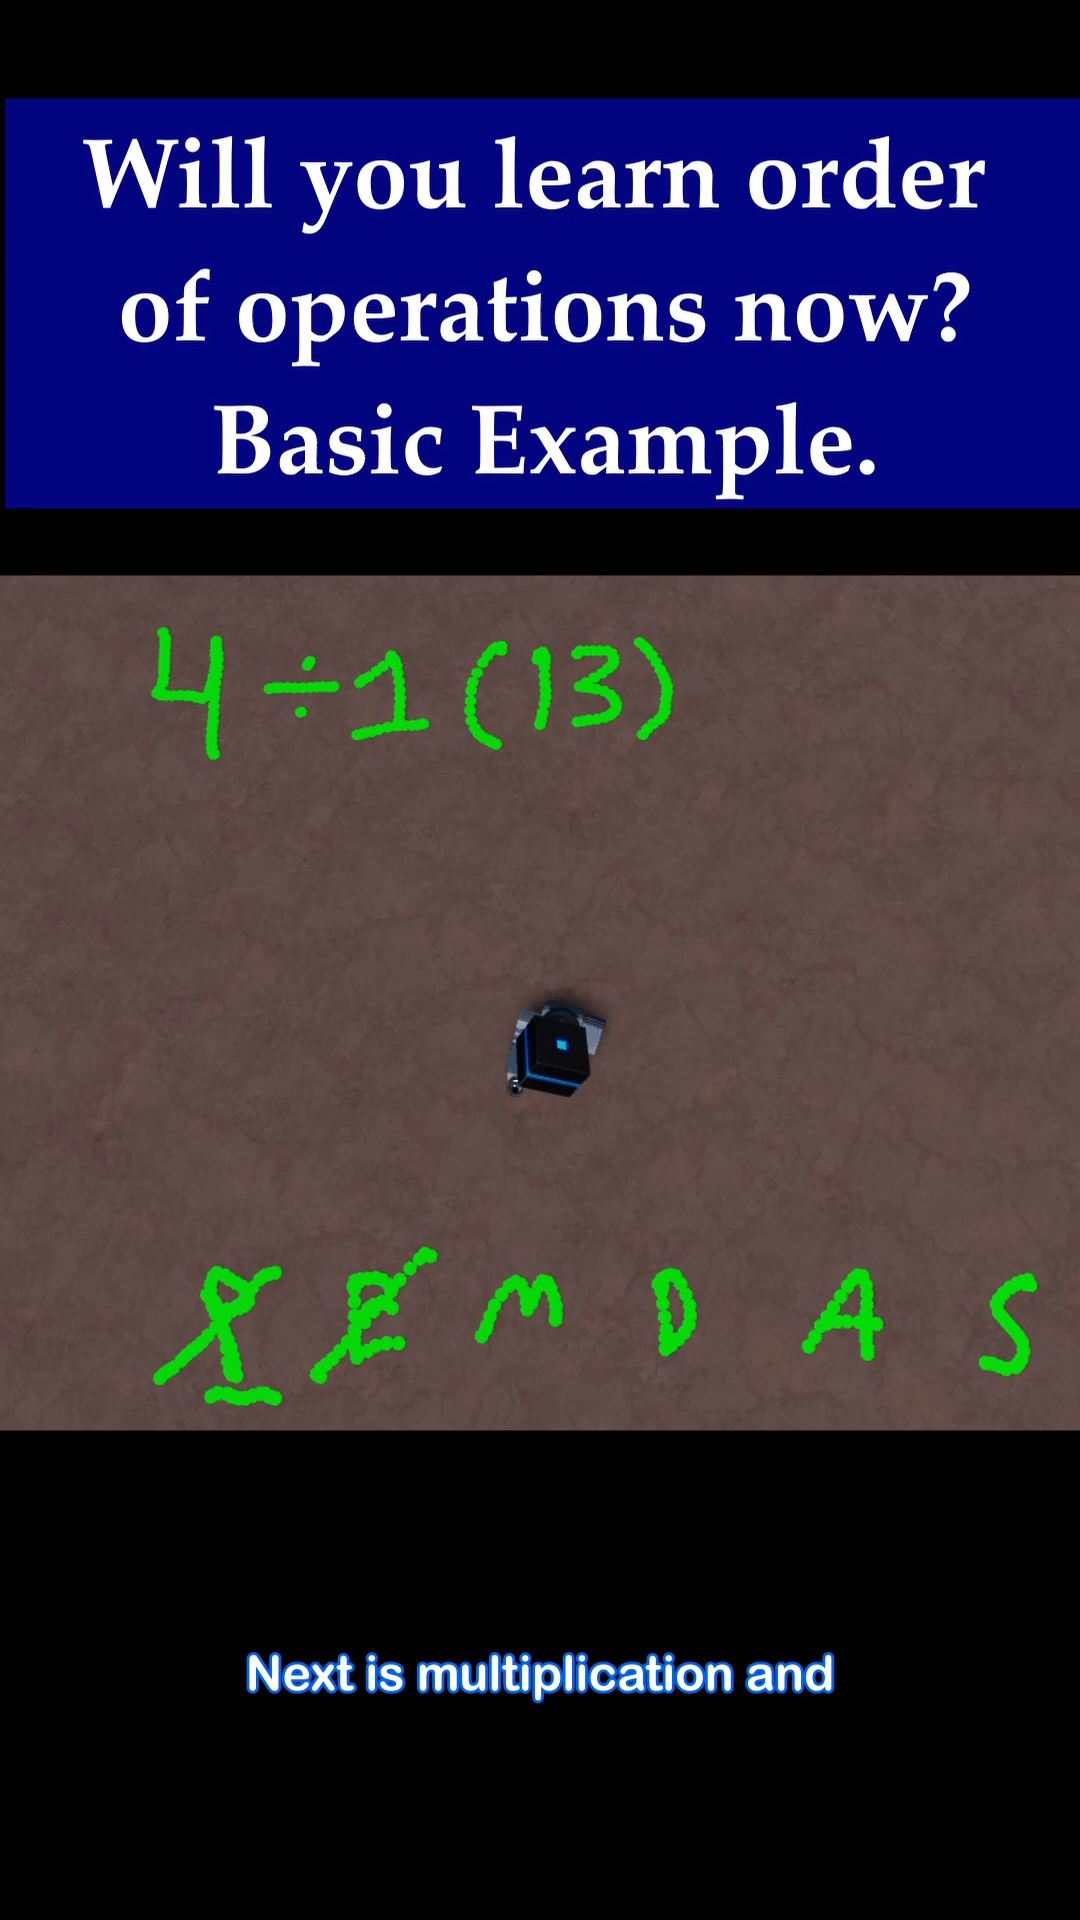 Will you learn order
of operations now?
Basic Example.
4 ÷ 1 (13)
P E M D A S
Next is multiplication and